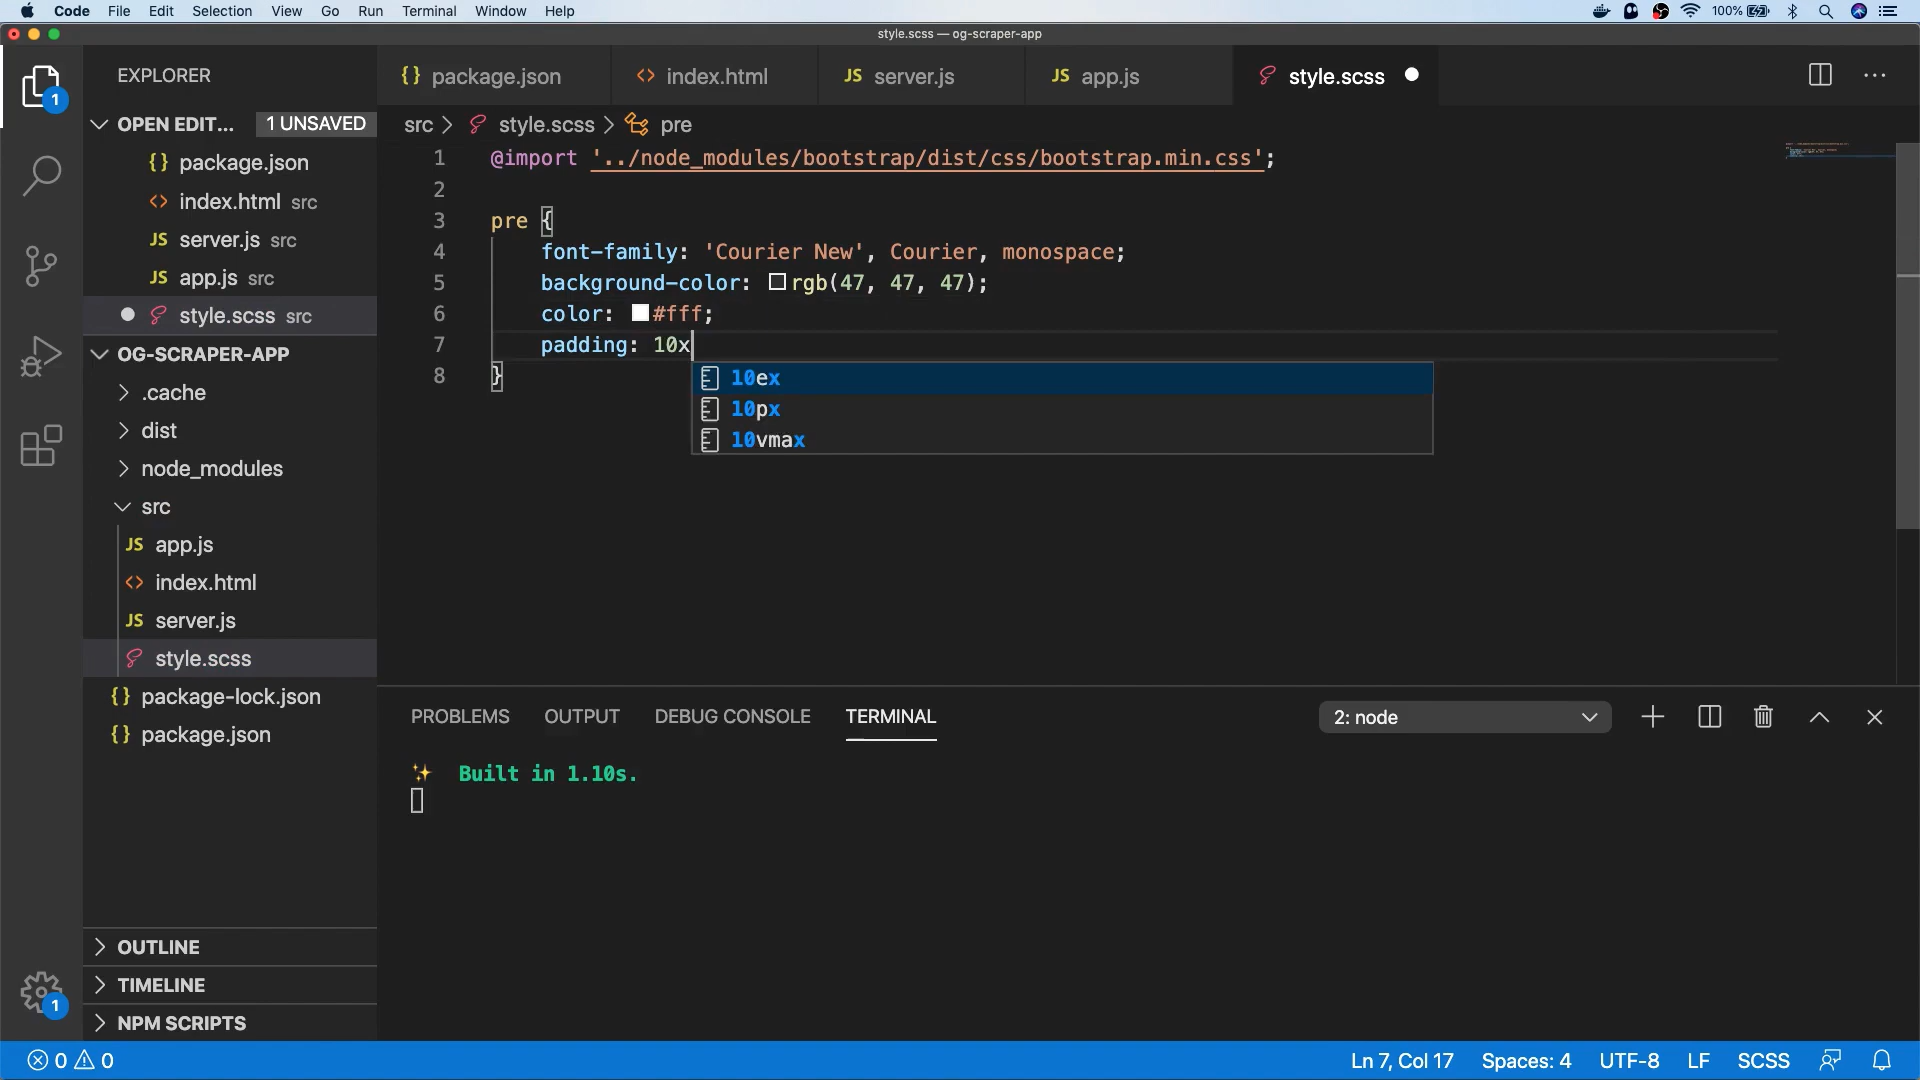 Code File Edit Selection View Go Run Terminal Window Help 100%
style.scss — og-scraper-app
EXPLORER
OPEN EDIT... 1 UNSAVED
{} package.json
<> index.html src
JS server.js src
JS app.js src
style.scss src
OG-SCRAPER-APP
.cache
dist
node_modules
src
JS app.js
<> index.html
JS server.js
style.scss
{} package-lock.json
{} package.json
OUTLINE
TIMELINE
NPM SCRIPTS
1
1
{} package.json <> index.html JS server.js JS app.js style.scss
src > style.scss > pre
1 @import '../node_modules/bootstrap/dist/css/bootstrap.min.css';
2
3 pre {
4 font-family: 'Courier New', Courier, monospace;
5 background-color: rgb(47, 47, 47);
6 color: #fff;
7 padding: 10x
8 }
10ex
10px
10vmax
PROBLEMS OUTPUT DEBUG CONSOLE TERMINAL 2: node
✨ Built in 1.10s.
0 0 Ln 7, Col 17 Spaces: 4 UTF-8 LF SCSS